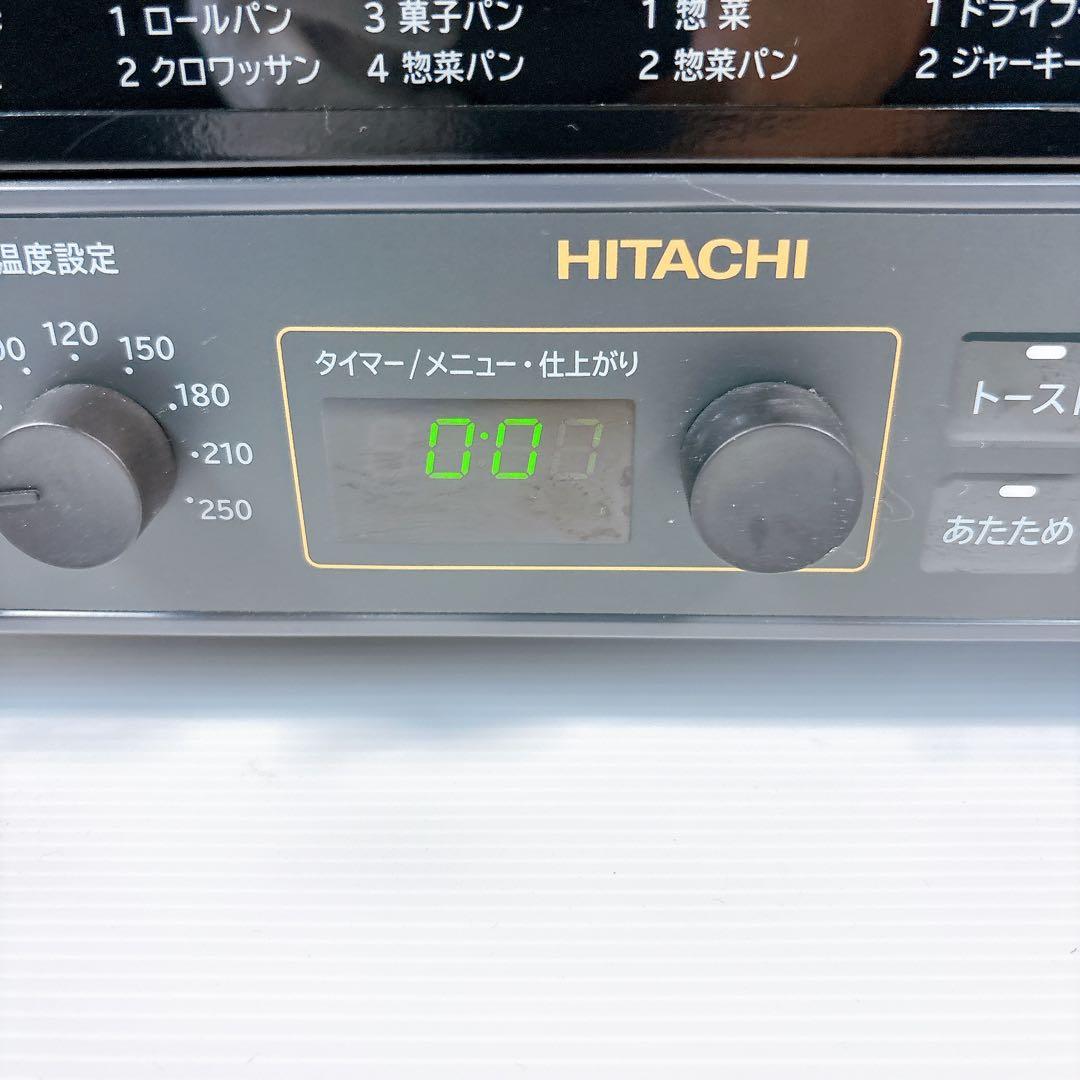 1 ロールパン 3 菓子パン 1 惣菜
2 クロワッサン 4 惣菜パン 2 惣菜パン 2 ジャーキー
温度設定
HITACHI
120
150
180
210
250
タイマー/メニュー・仕上がり
0:0
トースト
あたため